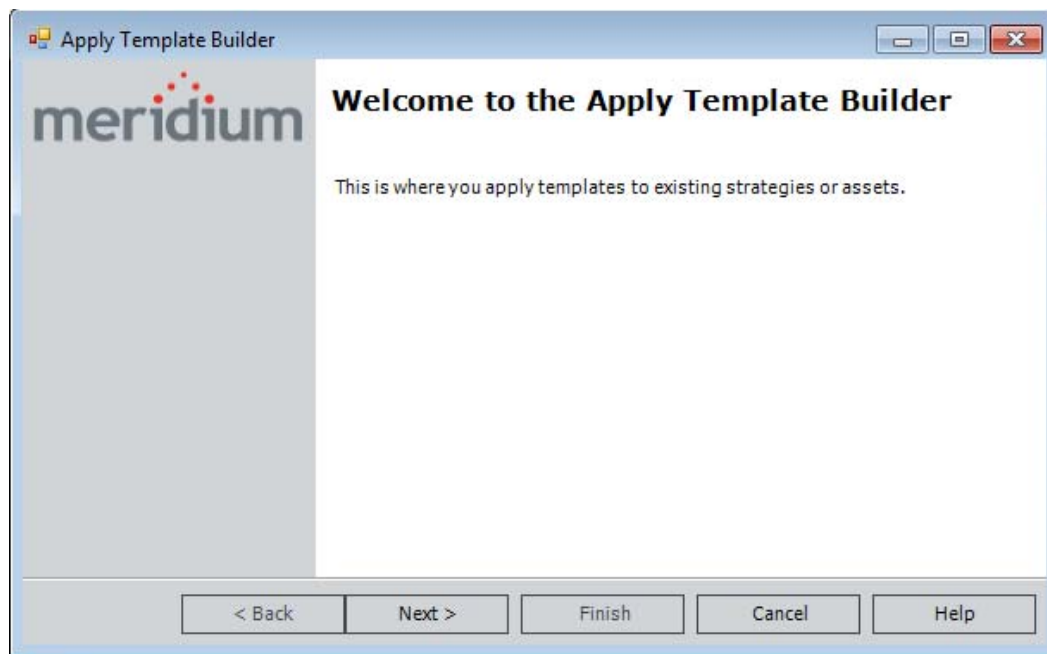 Apply Template Builder
meridium
Welcome to the Apply Template Builder
This is where you apply templates to existing strategies or assets.
< Back
Next >
Finish
Cancel
Help